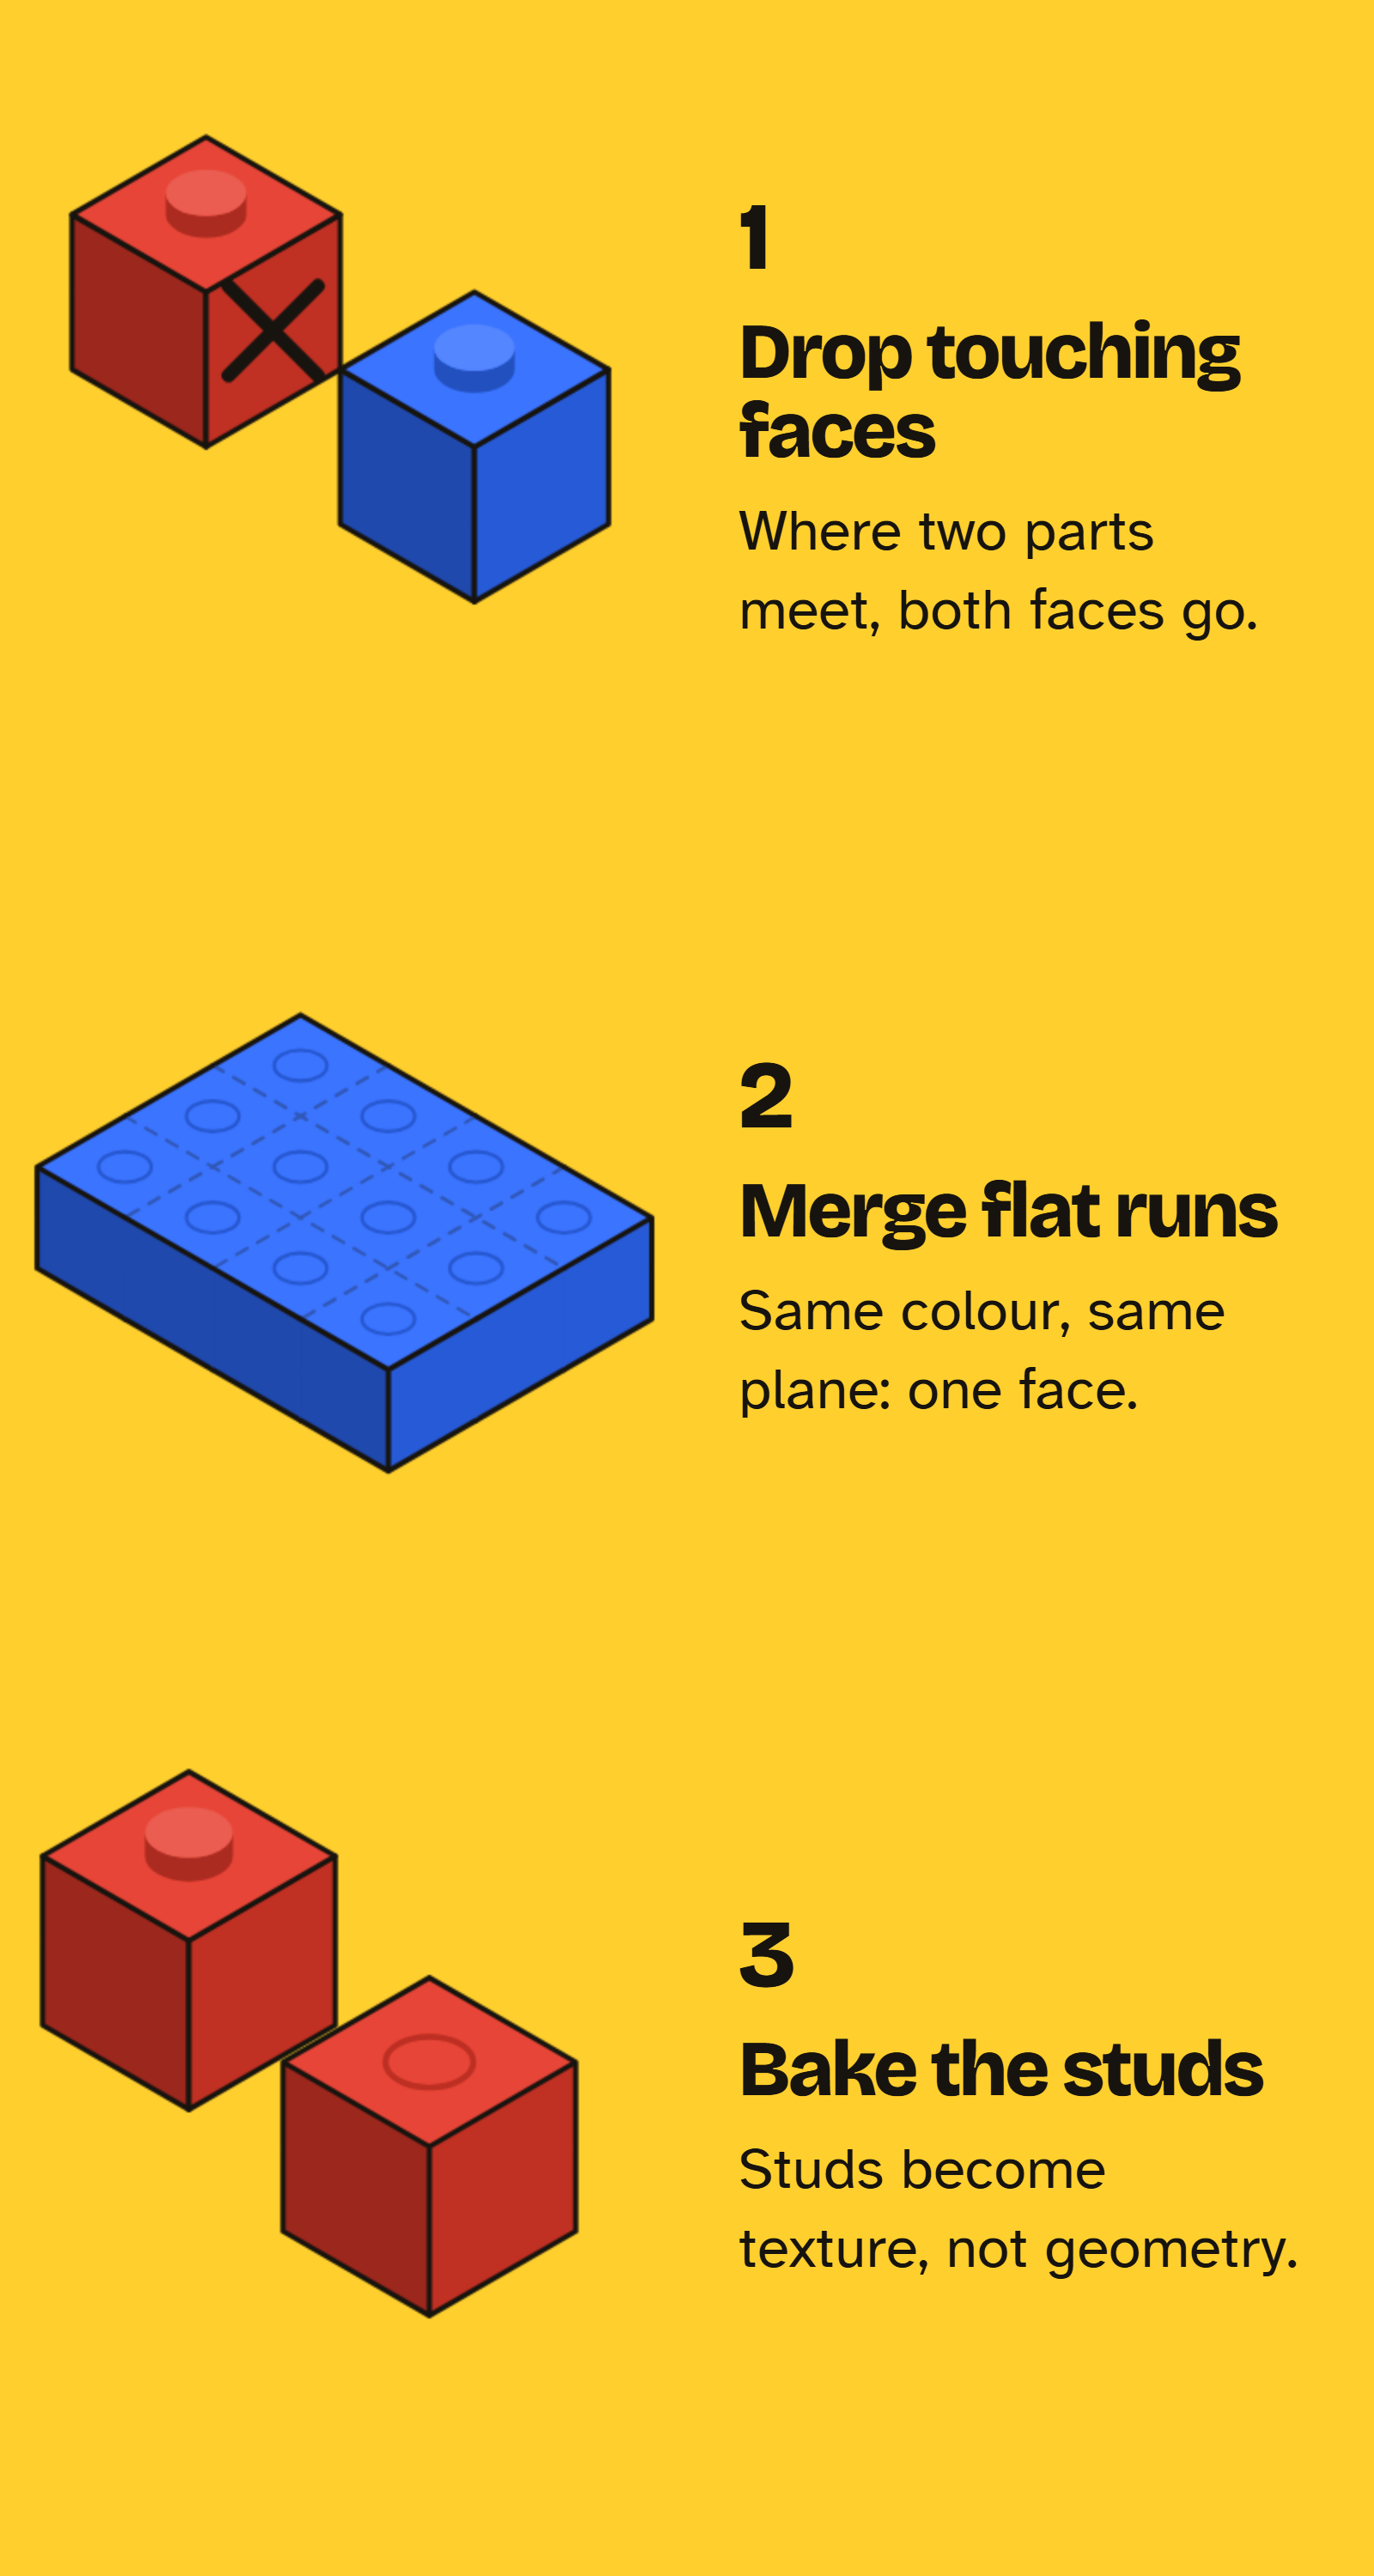 1
Drop touching
faces
Where two parts
meet, both faces go.
2
Merge flat runs
Same colour, same
plane: one face.
3
Bake the studs
Studs become
texture, not geometry.